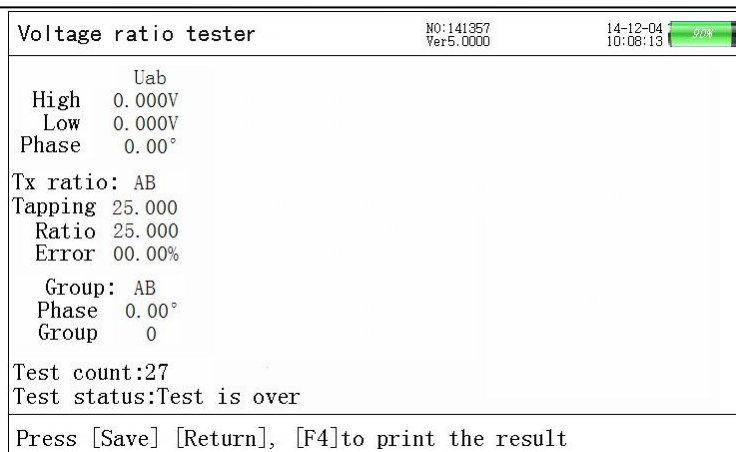 Voltage ratio tester NO:141357 14-12-04 90%
Ver5.0000 10:08:13
Uab
High 0.000V
Low 0.000V
Phase 0.00°
Tx ratio: AB
Tapping 25.000
Ratio 25.000
Error 00.00%
Group: AB
Phase 0.00°
Group 0
Test count:27
Test status:Test is over
Press [Save] [Return], [F4]to print the result